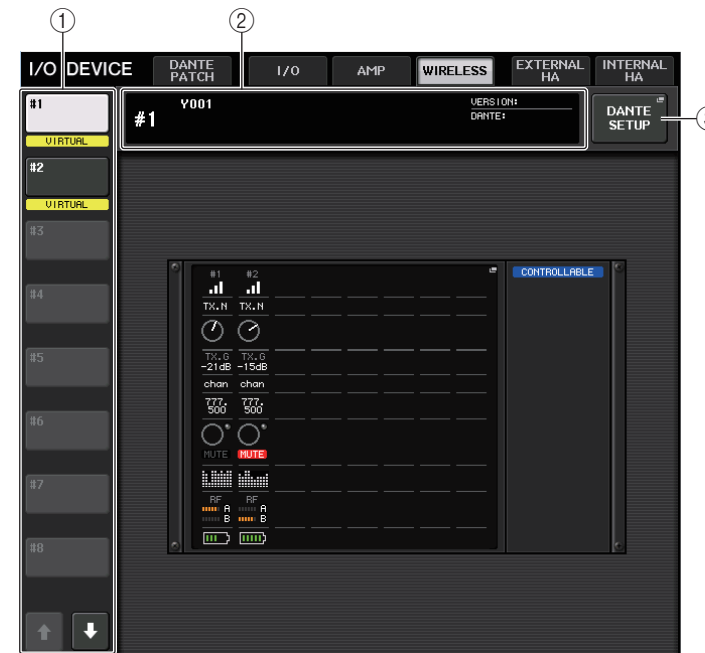 1 2
I/O DEVICE DANTE PATCH I/O AMP WIRELESS EXTERNAL HA INTERNAL HA
#1
VIRTUAL
#1 Y001 VERSION:
DANTE:
DANTE SETUP
#2
VIRTUAL
#3
#4
#5
#6
#7
#8
#1 #2 CONTROLLABLE
TX.N TX.N
TX.G TX.G
-21dB -15dB
chan chan
777. 777.
500 500
MUTE MUTE
RF RF
A A
B B